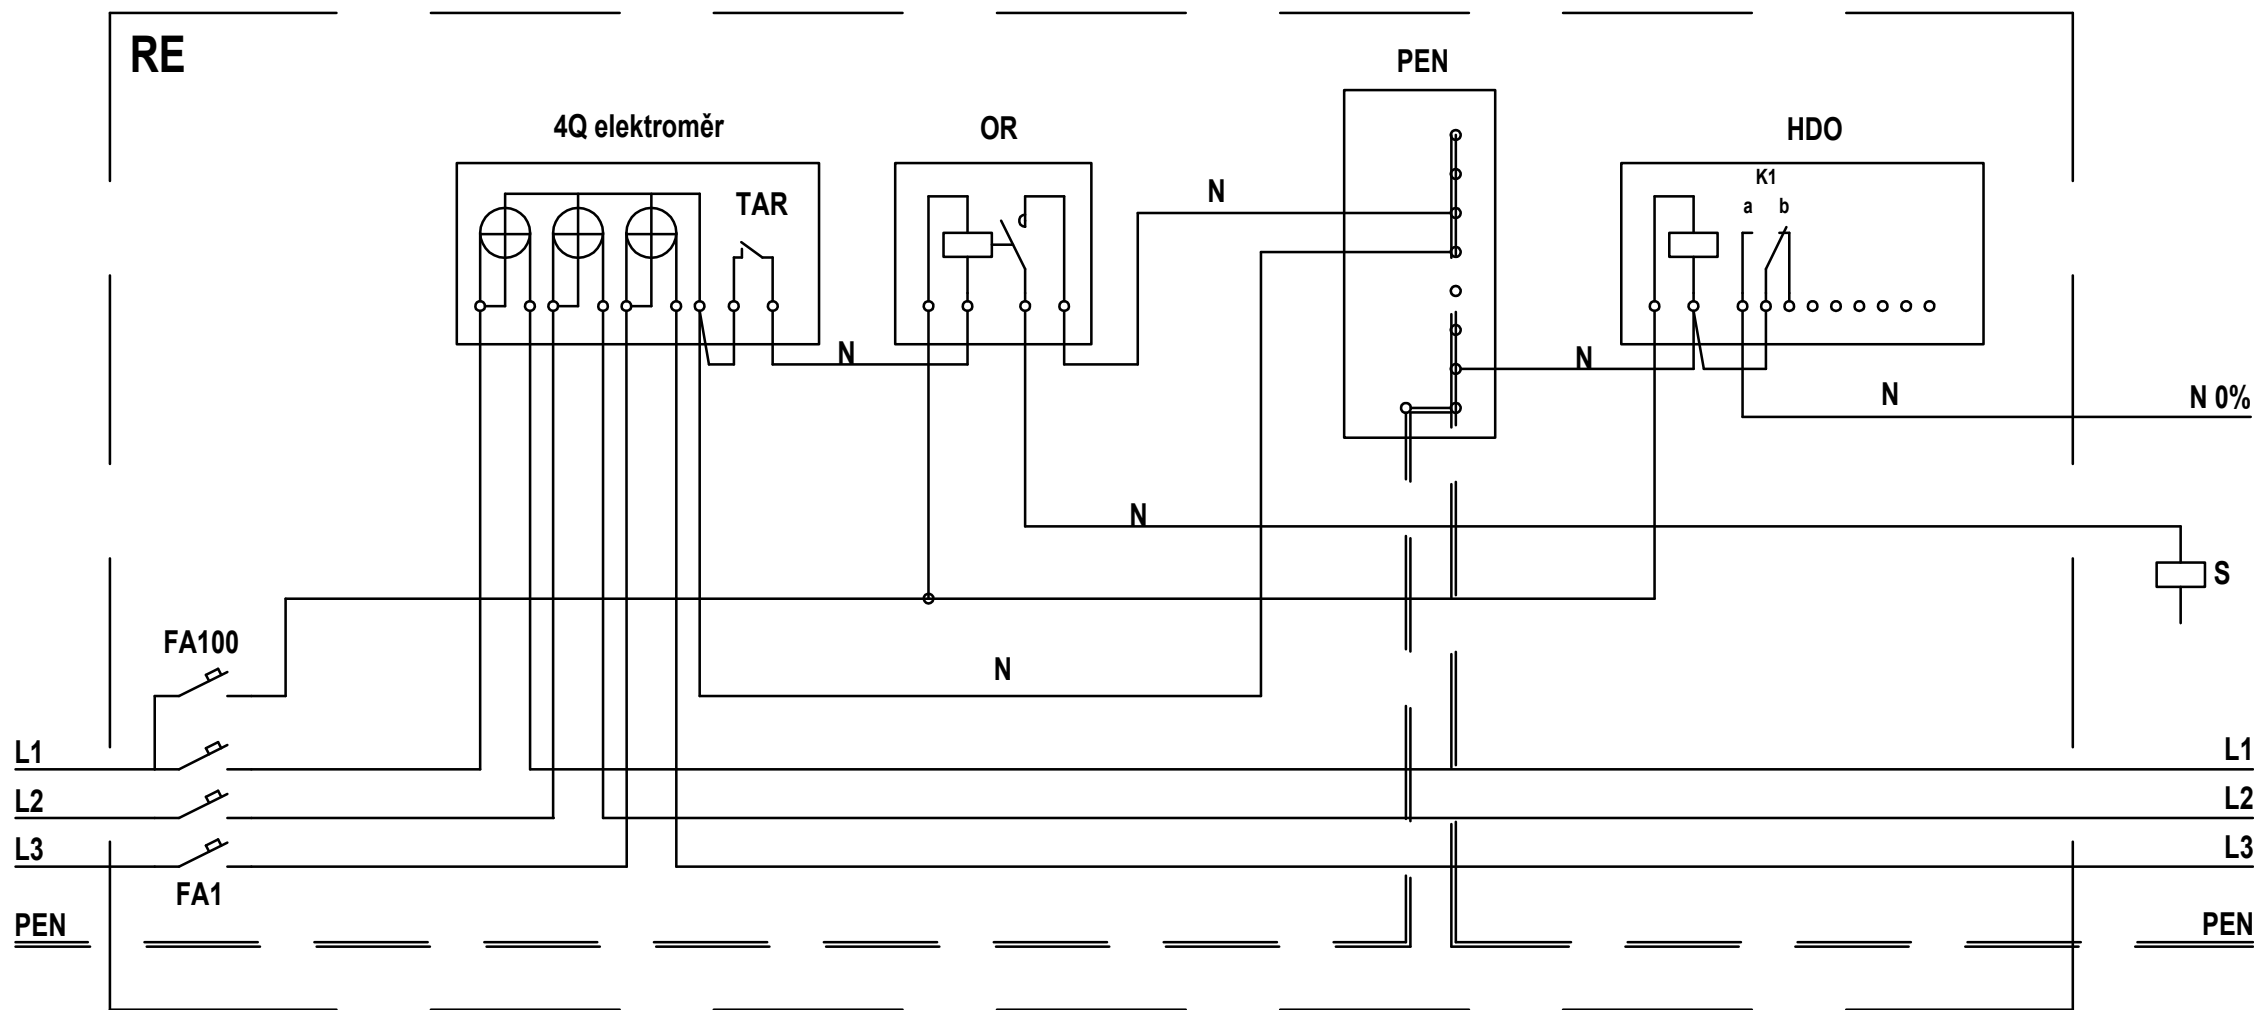 RE
PEN
4Q elektroměr
OR
HDO
K1
a b
TAR
N
N
N
N
N 0%
N
S
FA100
N
L1
L1
L2
L2
L3
L3
FA1
PEN
PEN
N